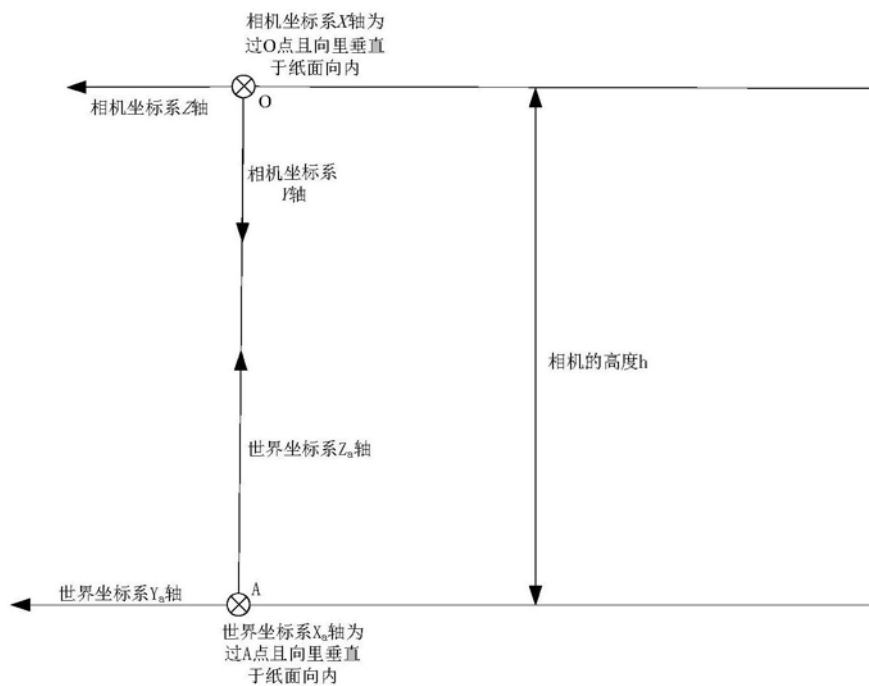 相机坐标系X轴为
过O点且向里垂直
于纸面向内
O
相机坐标系Z轴
相机坐标系
Y轴
相机的高度h
世界坐标系Zₐ轴
A
世界坐标系Yₐ轴
世界坐标系Xₐ轴为
过A点且向里垂直
于纸面向内